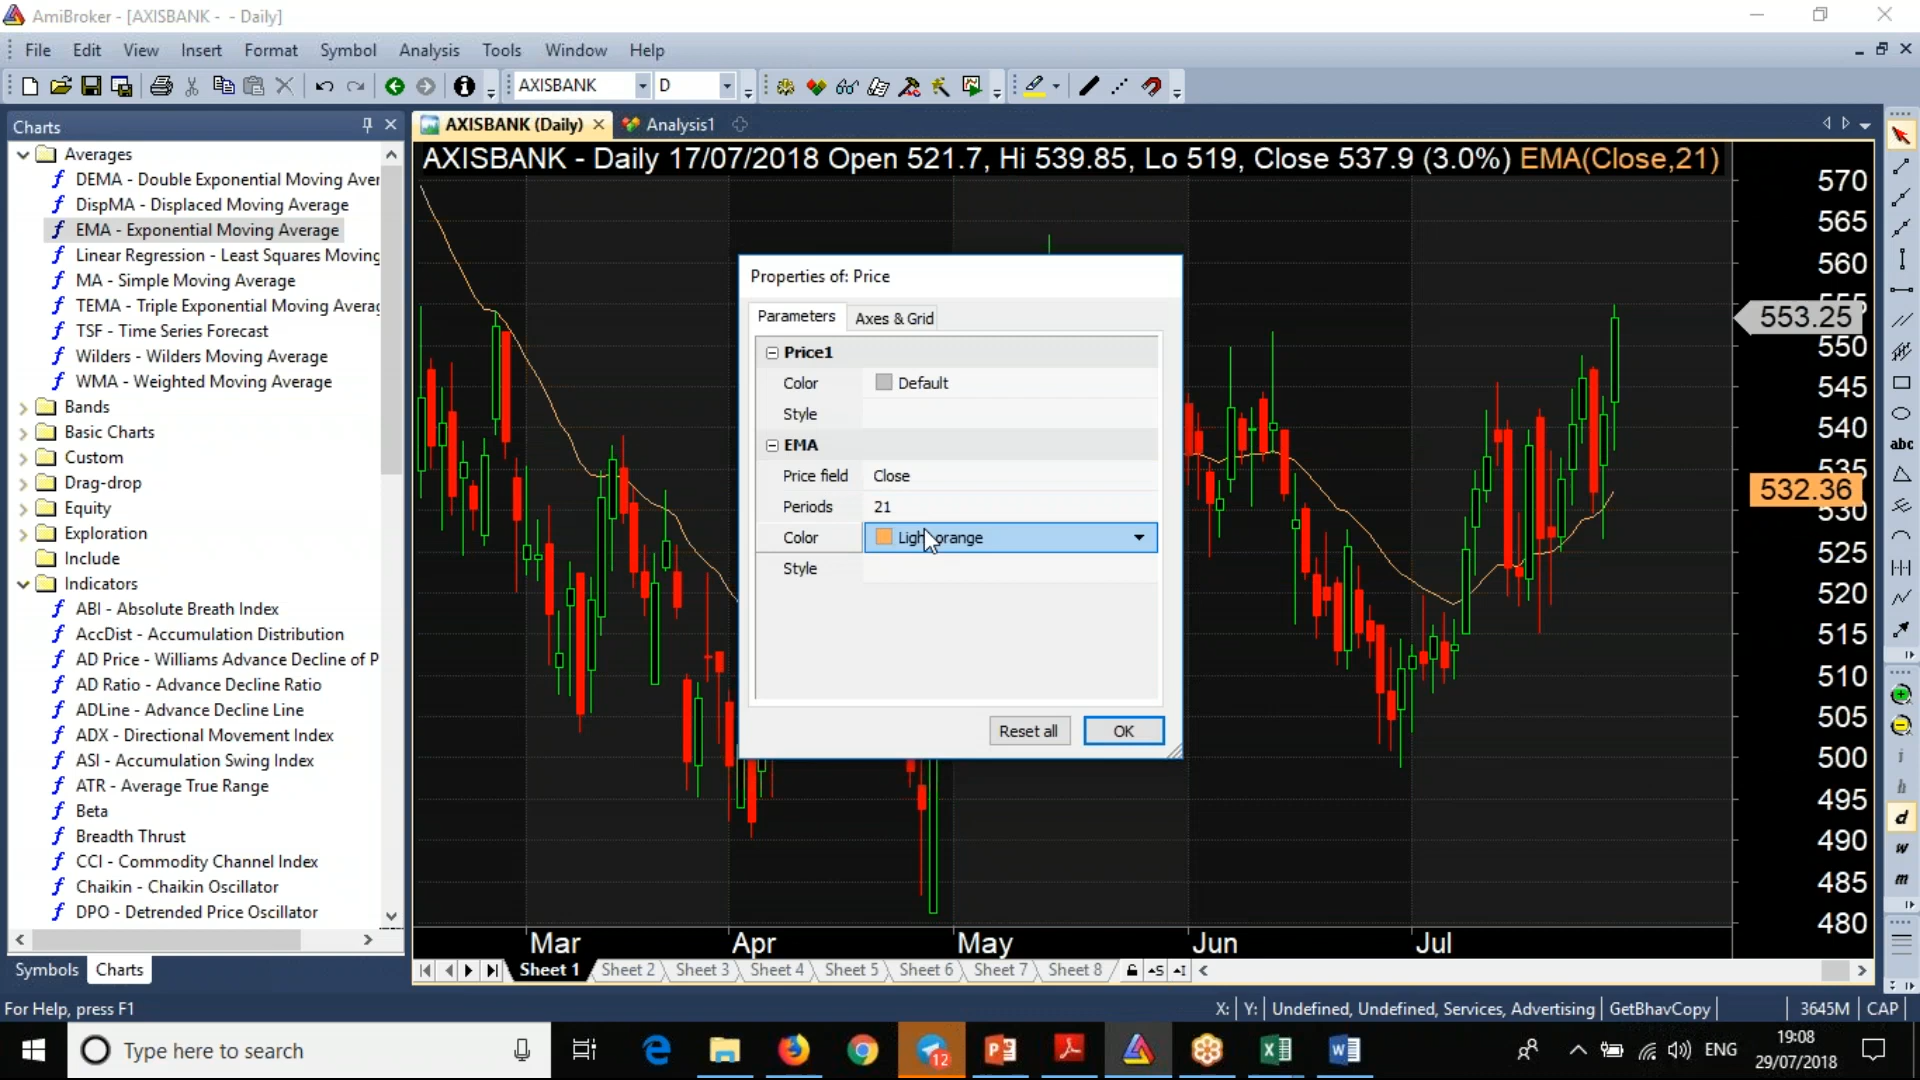 AmiBroker - [AXISBANK -  - Daily]
File Edit View Insert Format Symbol Analysis Tools Window Help
AXISBANK D
Charts
AXISBANK (Daily) Analysis1
AXISBANK - Daily 17/07/2018 Open 521.7, Hi 539.85, Lo 519, Close 537.9 (3.0%) EMA(Close,21)
Averages
DEMA - Double Exponential Moving Aver
DispMA - Displaced Moving Average
EMA - Exponential Moving Average
Linear Regression - Least Squares Moving
MA - Simple Moving Average
TEMA - Triple Exponential Moving Averag
TSF - Time Series Forecast
Wilders - Wilders Moving Average
WMA - Weighted Moving Average
Bands
Basic Charts
Custom
Drag-drop
Equity
Exploration
Include
Indicators
ABI - Absolute Breath Index
AccDist - Accumulation Distribution
AD Price - Williams Advance Decline of P
AD Ratio - Advance Decline Ratio
ADLine - Advance Decline Line
ADX - Directional Movement Index
ASI - Accumulation Swing Index
ATR - Average True Range
Beta
Breadth Thrust
CCI - Commodity Channel Index
Chaikin - Chaikin Oscillator
DPO - Detrended Price Oscillator
Symbols Charts
Properties of: Price
Parameters Axes & Grid
Price1
Color Default
Style
EMA
Price field Close
Periods 21
Color Light orange
Style
Reset all OK
570
565
560
555
553.25
550
545
540
535
532.36
530
525
520
515
510
505
500
495
490
485
480
abc
i
h
d
w
m
Mar Apr May Jun Jul
Sheet 1 Sheet 2 Sheet 3 Sheet 4 Sheet 5 Sheet 6 Sheet 7 Sheet 8
For Help, press F1
X: Y: Undefined, Undefined, Services, Advertising GetBhavCopy 3645M CAP
Type here to search
12
ENG
19:08
29/07/2018